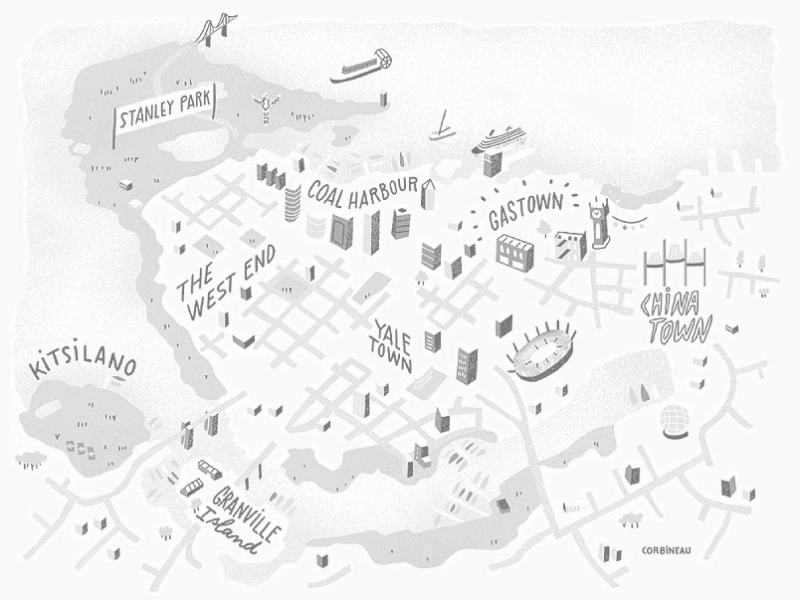 STANLEY PARK
COAL HARBOUR
GASTOWN
THE
WEST END
CHINA
TOWN
YALE
TOWN
KITSILANO
GRANVILLE
Island
CORBINEAU